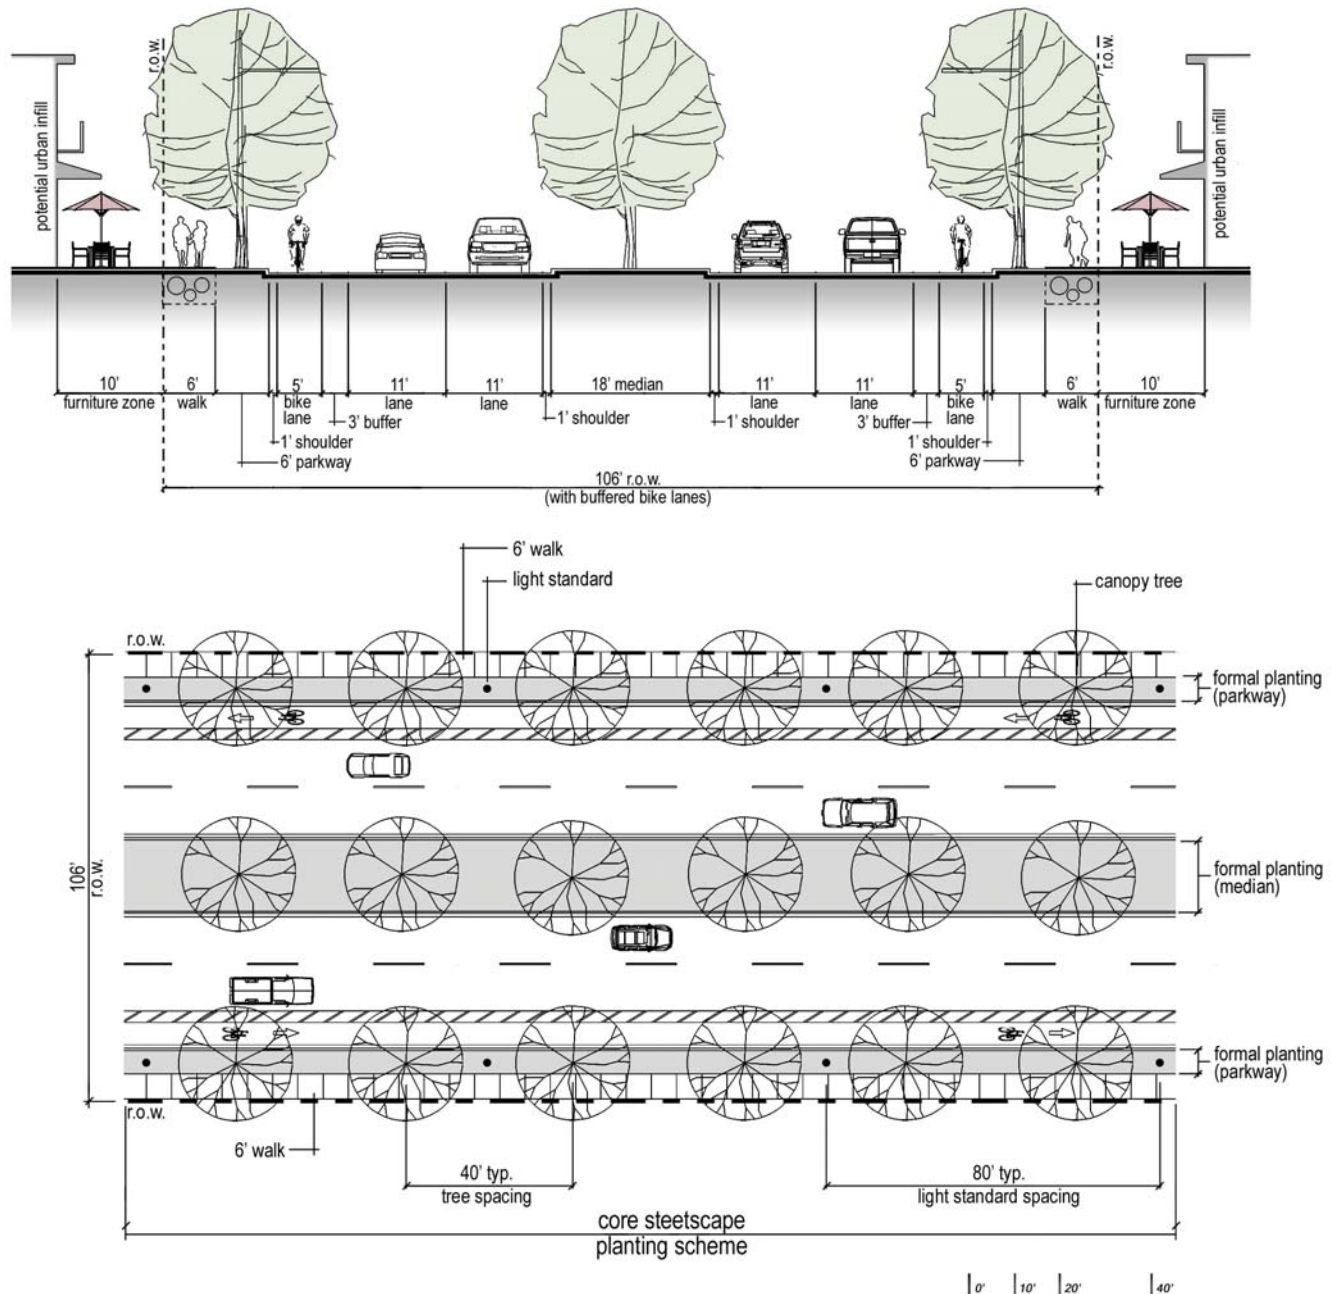 r.o.w.
r.o.w.
potential urban infill
potential urban infill
10'
furniture zone
6'
walk
5'
bike
lane
11'
lane
11'
lane
18' median
11'
lane
11'
lane
5'
bike
lane
6'
walk
10'
furniture zone
3' buffer
1' shoulder
1' shoulder
3' buffer
1' shoulder
1' shoulder
6' parkway
6' parkway
106' r.o.w.
(with buffered bike lanes)
6' walk
light standard
canopy tree
r.o.w.
formal planting
(parkway)
106'
r.o.w.
formal planting
(median)
formal planting
(parkway)
r.o.w.
6' walk
40' typ.
tree spacing
80' typ.
light standard spacing
core steetscape
planting scheme
0' 10' 20' 40'